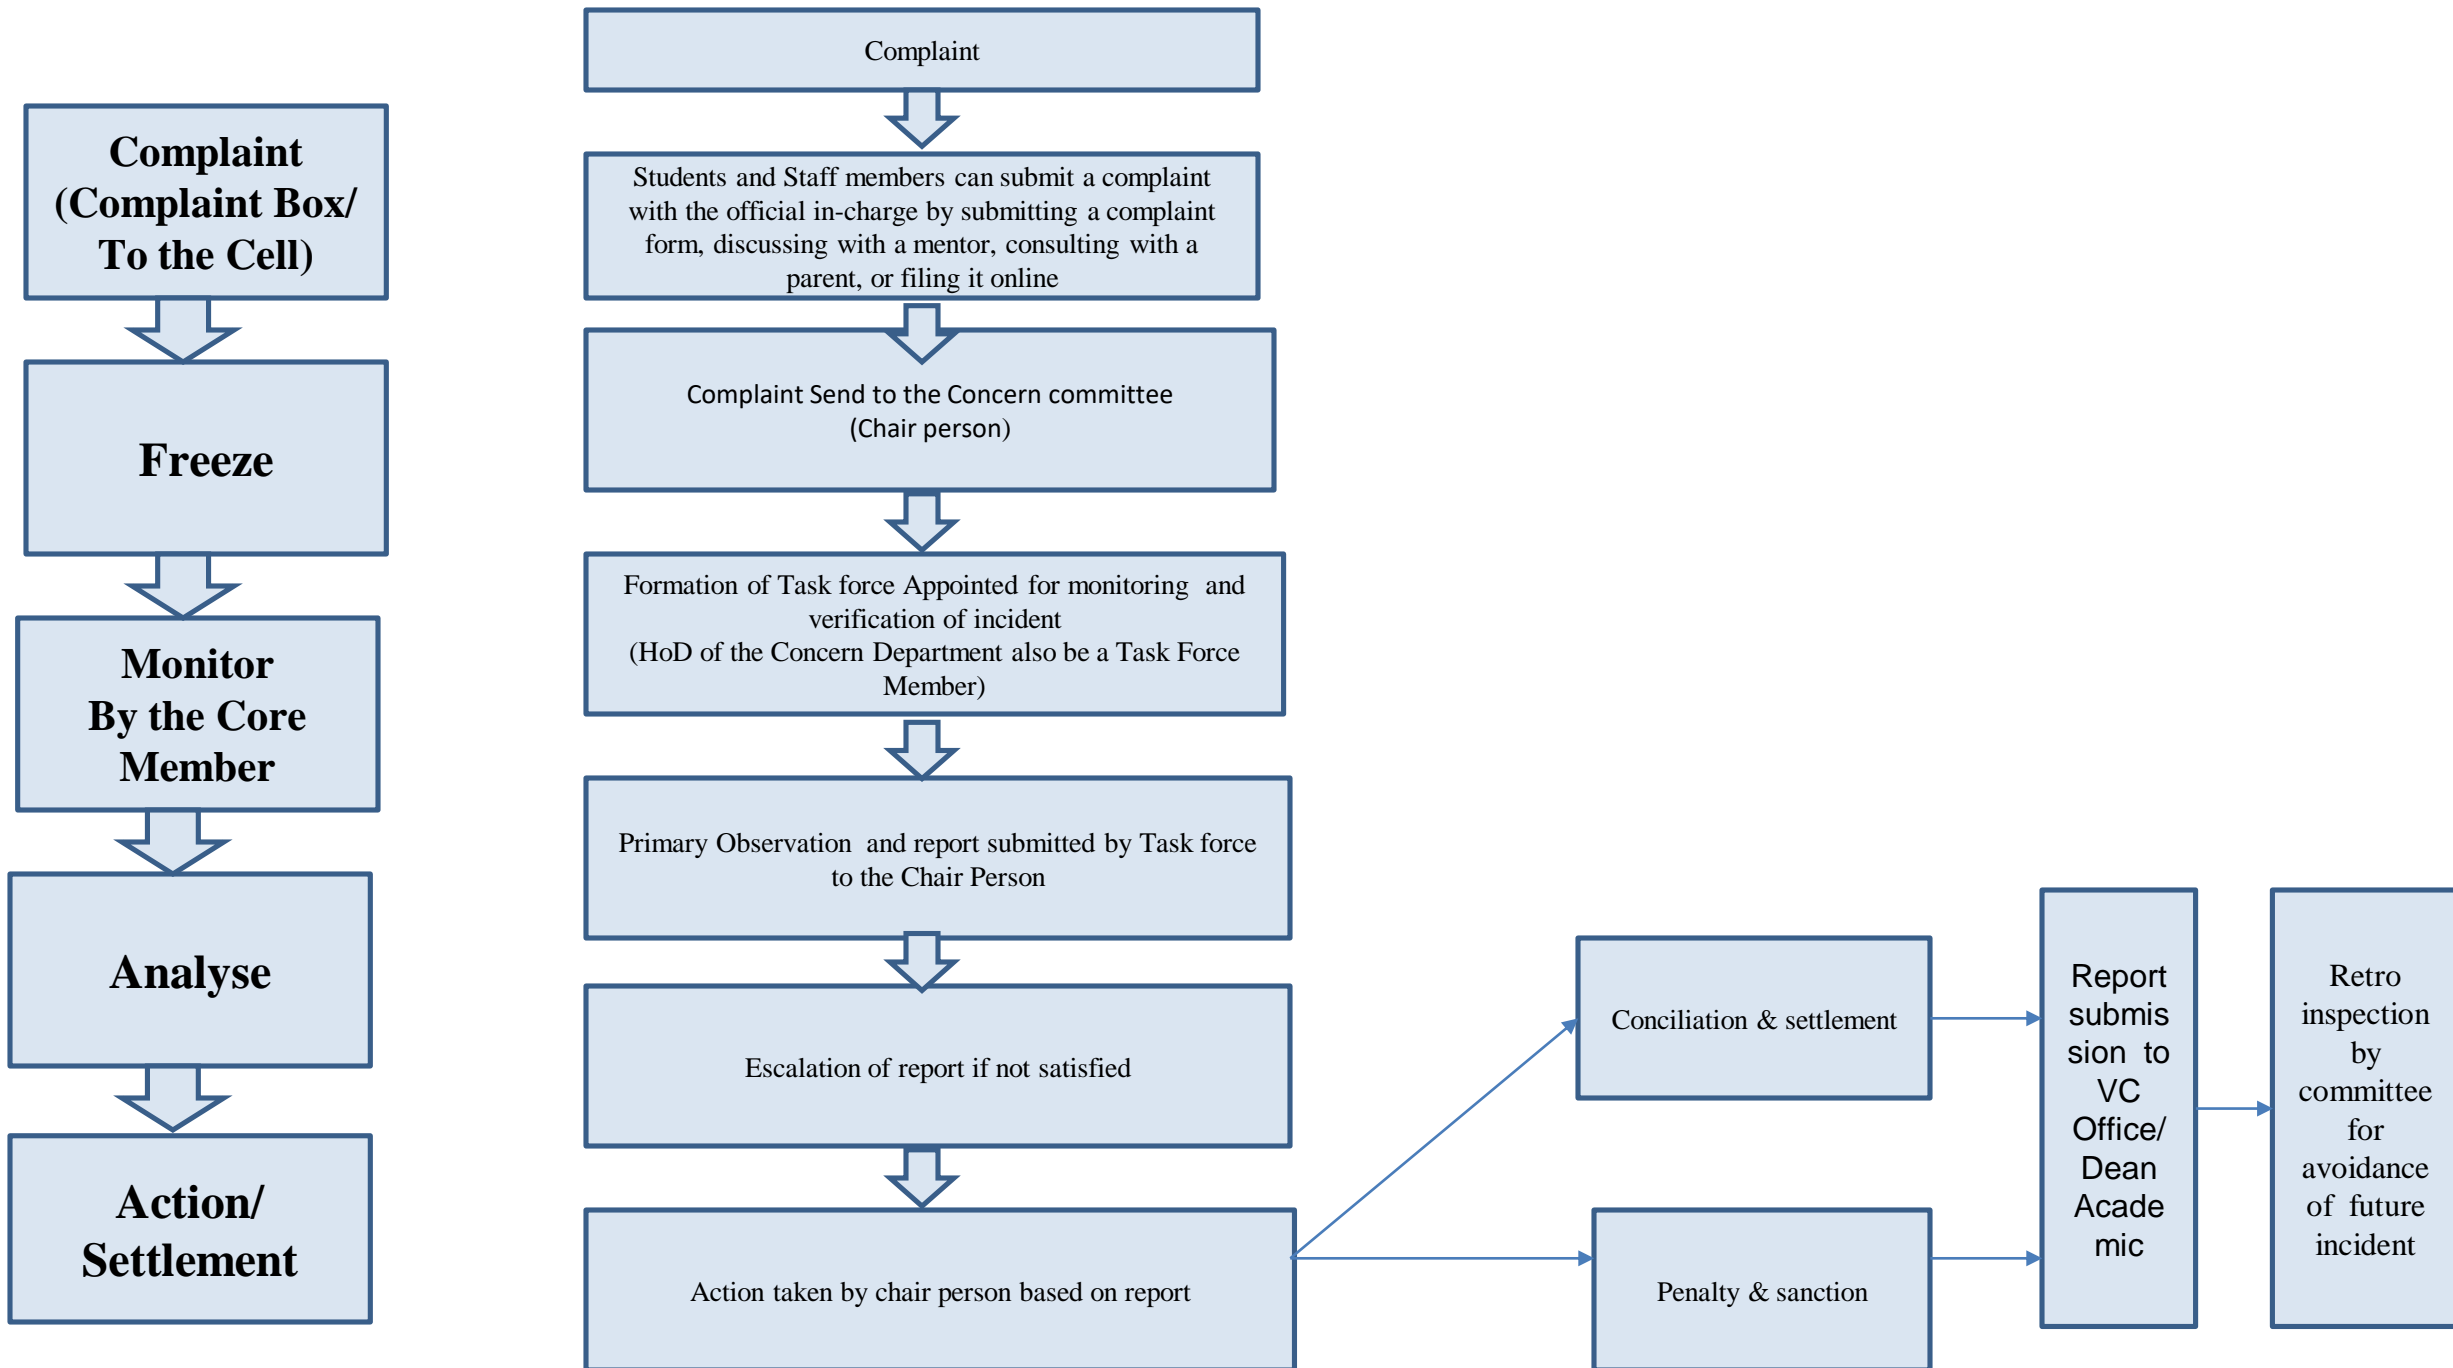 Complaint
(Complaint Box/
To the Cell)
Freeze
Monitor
By the Core
Member
Analyse
Action/
Settlement
Complaint
Students and Staff members can submit a complaint
with the official in-charge by submitting a complaint
form, discussing with a mentor, consulting with a
parent, or filing it online
Complaint Send to the Concern committee
(Chair person)
Formation of Task force Appointed for monitoring and
verification of incident
(HoD of the Concern Department also be a Task Force
Member)
Primary Observation and report submitted by Task force
to the Chair Person
Escalation of report if not satisfied
Action taken by chair person based on report
Conciliation & settlement
Penalty & sanction
Report
submis
sion to
VC
Office/
Dean
Acade
mic
Retro
inspection
by
committee
for
avoidance
of future
incident